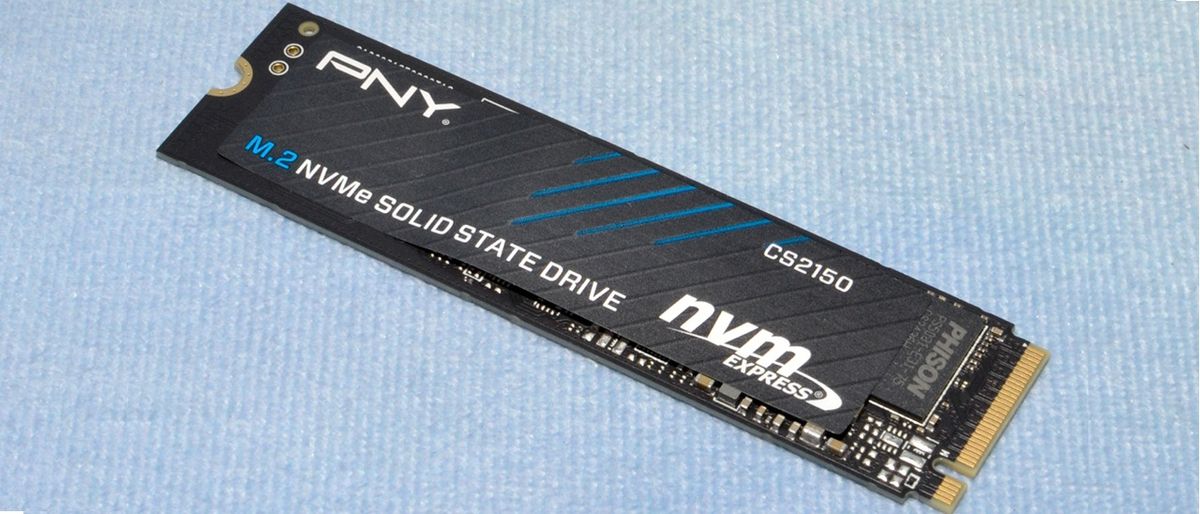 PNY®
M.2 NVMe SOLID STATE DRIVE
CS2150
nvm
EXPRESS®
PHISON